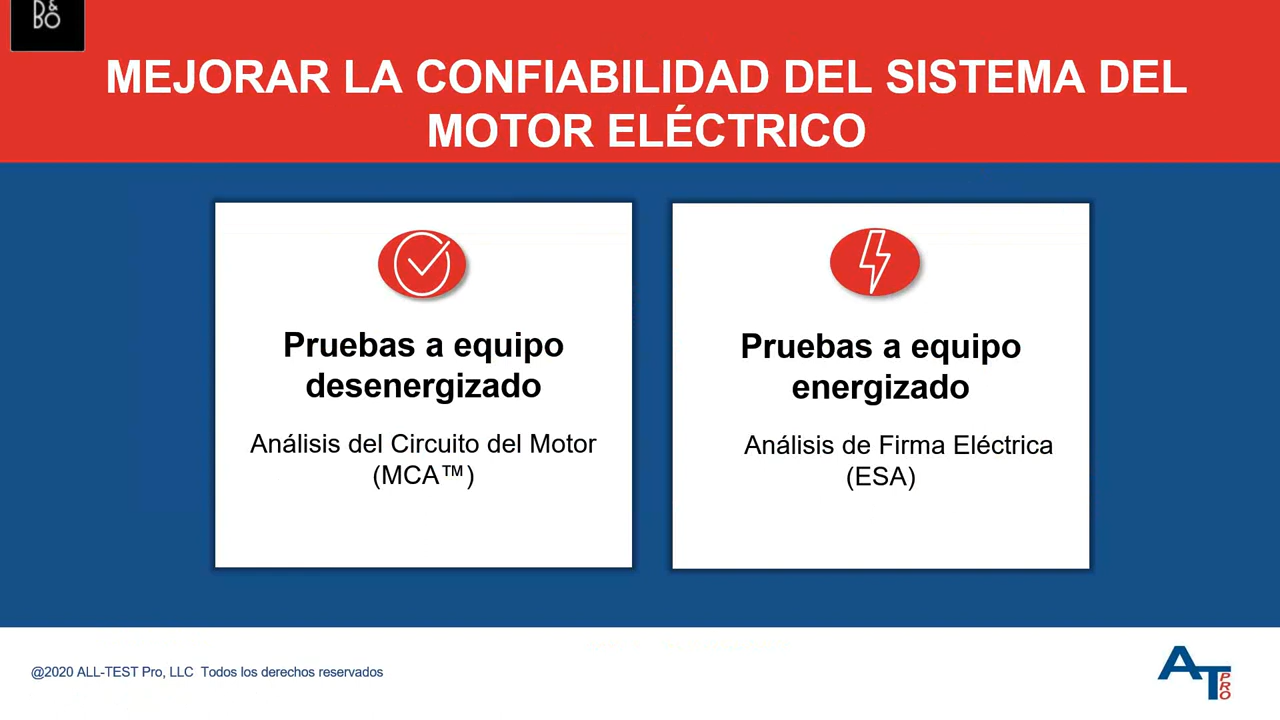 D&
BO
MEJORAR LA CONFIABILIDAD DEL SISTEMA DEL
MOTOR ELÉCTRICO
Pruebas a equipo
desenergizado
Análisis del Circuito del Motor
(MCA™)
Pruebas a equipo
energizado
Análisis de Firma Eléctrica
(ESA)
@2020 ALL-TEST Pro, LLC Todos los derechos reservados
AT
PRO